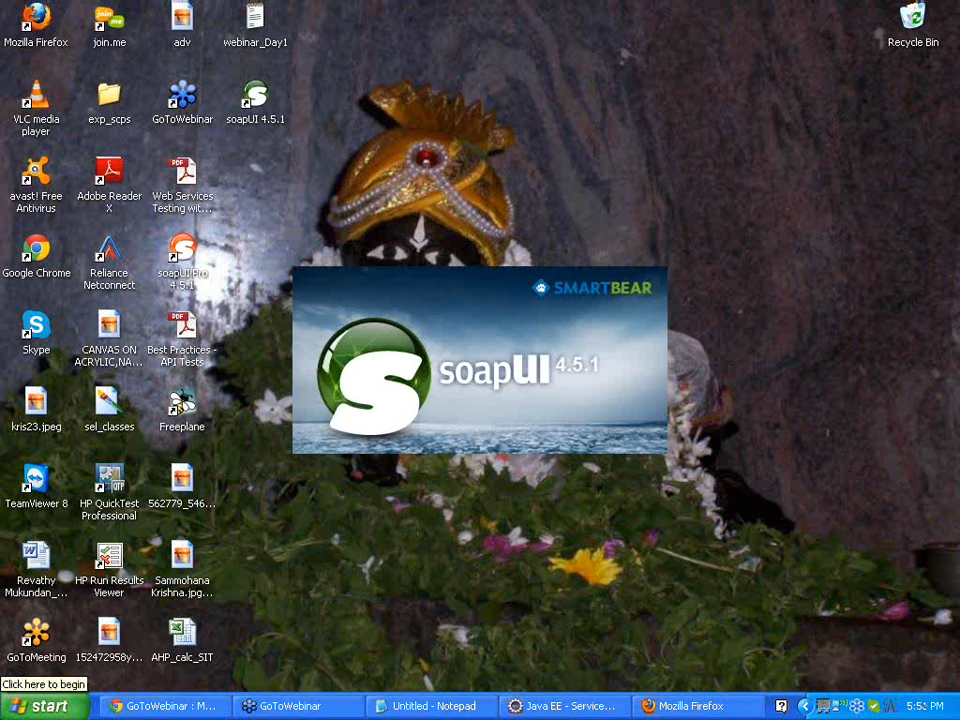 Mozilla Firefox
join.me
adv
webinar_Day1
Recycle Bin
VLC media
player
exp_scps
GoToWebinar
soapUI 4.5.1
avast! Free
Antivirus
Adobe Reader
X
PDF
Web Services
Testing wit...
Google Chrome
Reliance
Netconnect
soapUI Pro
4.5.1
SMARTBEAR
soapUI 4.5.1
Skype
CANVAS ON
ACRYLIC,NA...
PDF
Best Practices -
API Tests
kris23.jpeg
sel_classes
Freeplane
TeamViewer 8
HP QuickTest
Professional
562779_546...
Revathy
Mukundan_...
HP Run Results
Viewer
Sammohana
Krishna.jpg...
GoToMeeting
152472958y...
AHP_calc_SIT
Click here to begin
start
GoToWebinar : M...
GoToWebinar
Untitled - Notepad
Java EE - Service...
Mozilla Firefox